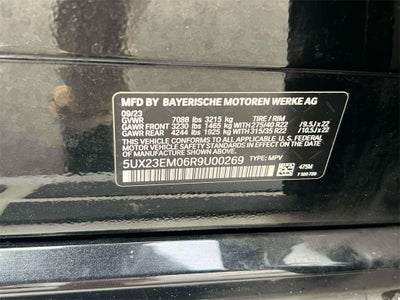 MFD BY BAYERISCHE MOTOREN WERKE AG
09/23
GVWR 7088 lbs 3215 kg TIRE / RIM
GAWR FRONT 3230 lbs 1465 kg WITH 275/40 R22 / 9.5J x 22
GAWR REAR 4244 lbs 1925 kg WITH 315/35 R22 / 10.5J x 22
THIS VEHICLE CONFORMS TO ALL APPLICABLE
U.S. FEDERAL MOTOR VEHICLE SAFETY STANDARDS
IN EFFECT ON THE DATE OF MANUFACTURE SHOWN ABOVE.
5UX23EM06R9U00269 TYPE: MPV
475M